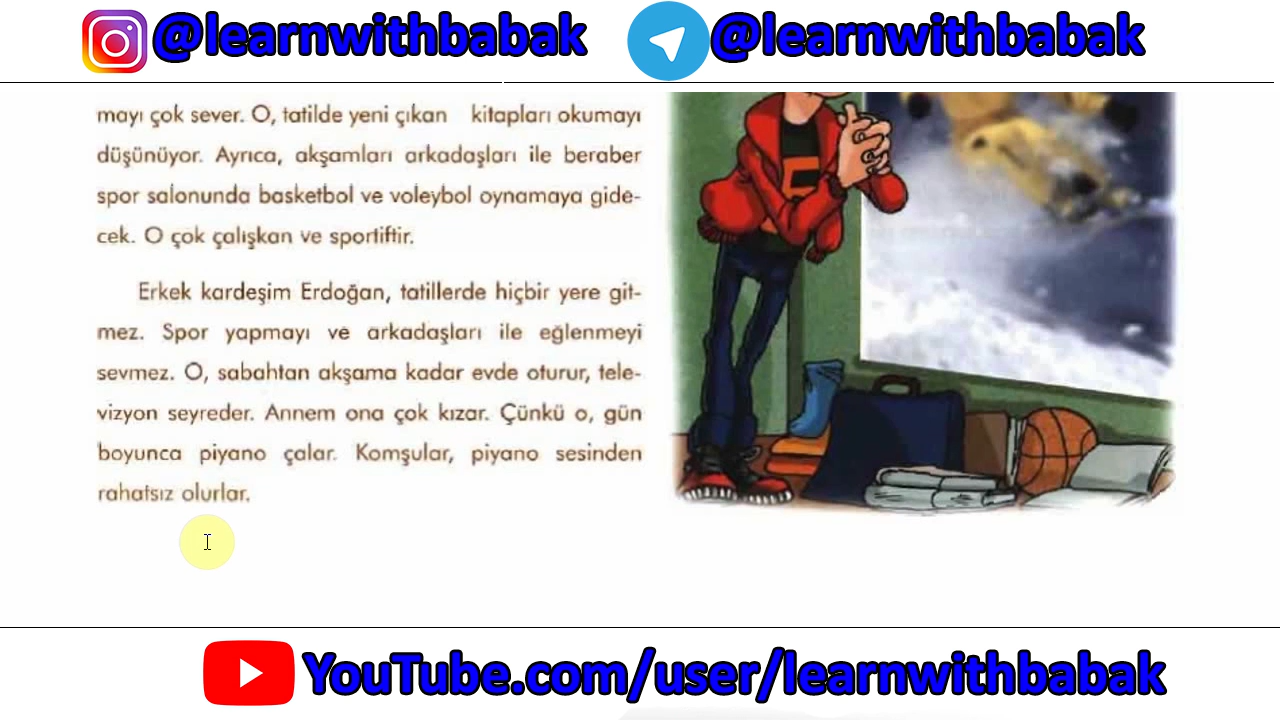 @learnwithbabak @learnwithbabak
mayı çok sever. O, tatilde yeni çıkan kitapları okumayı
düşünüyor. Ayrıca, akşamları arkadaşları ile beraber
spor salonunda basketbol ve voleybol oynamaya gide-
cek. O çok çalışkan ve sportiftir.
Erkek kardeşim Erdoğan, tatillerde hiçbir yere git-
mez. Spor yapmayı ve arkadaşları ile eğlenmeyi
sevmez. O, sabahtan akşama kadar evde oturur, tele-
vizyon seyreder. Annem ona çok kızar. Çünkü o, gün
boyunca piyano çalar. Komşular, piyano sesinden
rahatsız olurlar.
YouTube.com/user/learnwithbabak